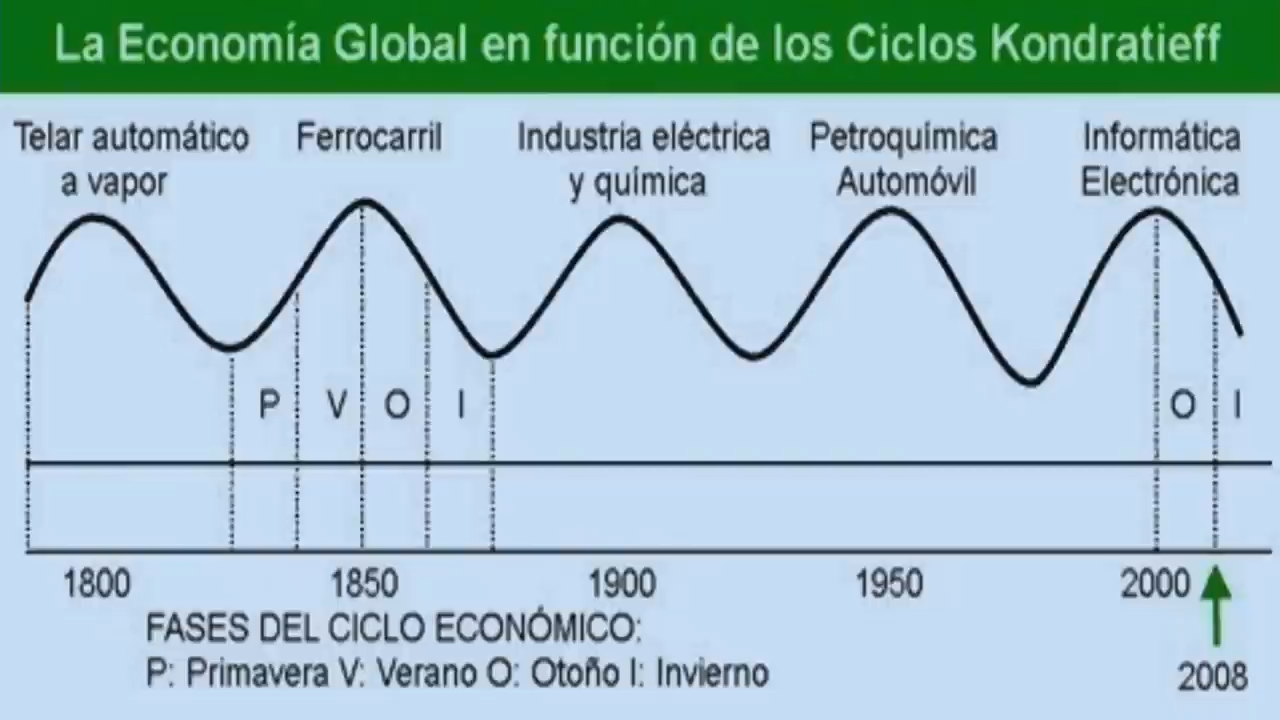 La Economía Global en función de los Ciclos Kondratieff
Telar automático
a vapor
Ferrocarril
Industria eléctrica
y química
Petroquímica
Automóvil
Informática
Electrónica
P V O I O I
1800 1850 1900 1950 2000
2008
FASES DEL CICLO ECONÓMICO:
P: Primavera V: Verano O: Otoño I: Invierno